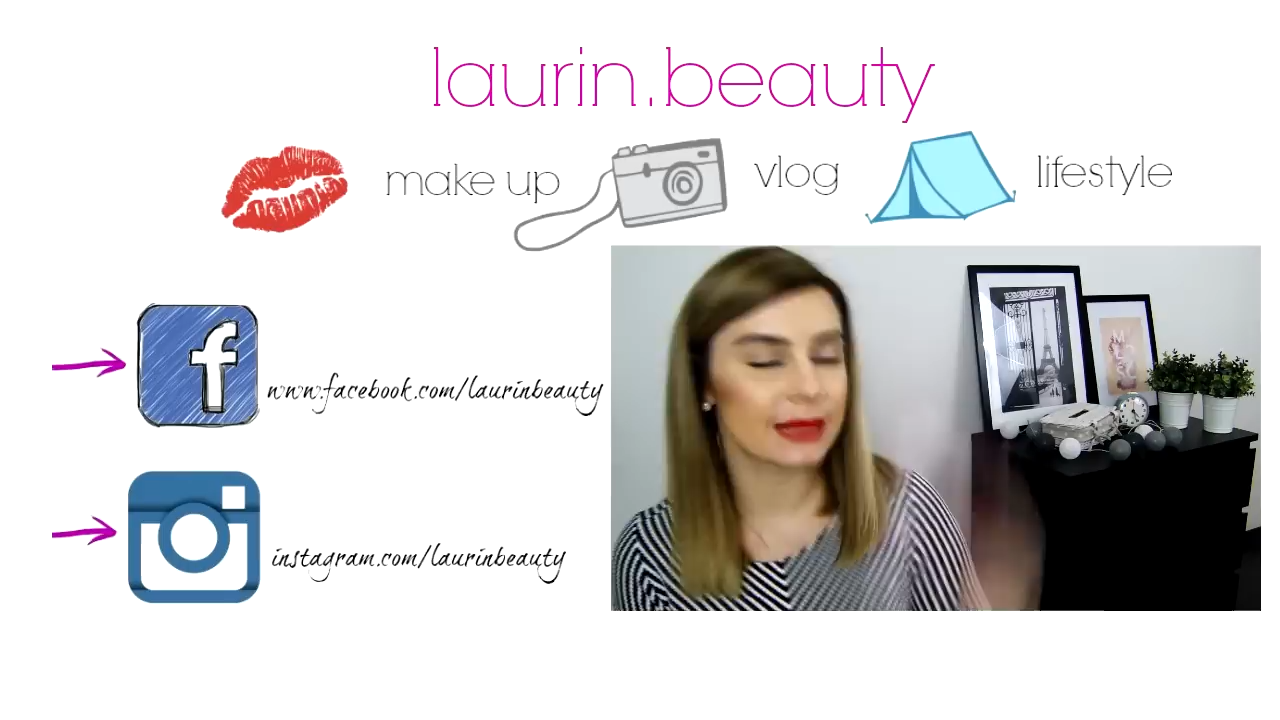 laurin.beauty
make up
vlog
lifestyle
www.facebook.com/laurinbeauty
instagram.com/laurinbeauty